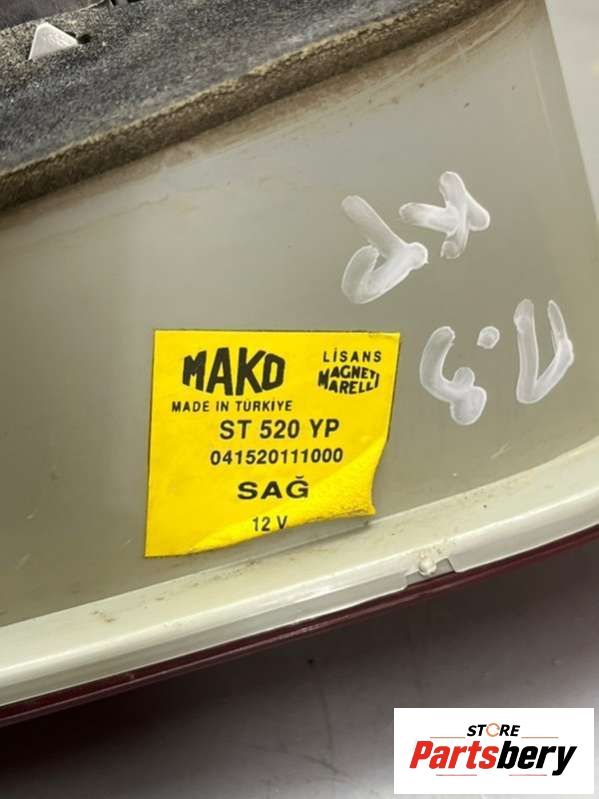 MAKO
MADE IN TÜRKİYE
LİSANS
MAGNETI
MARELLI
ST 520 YP
041520111000
SAĞ
12 V
STORE
Partsbery